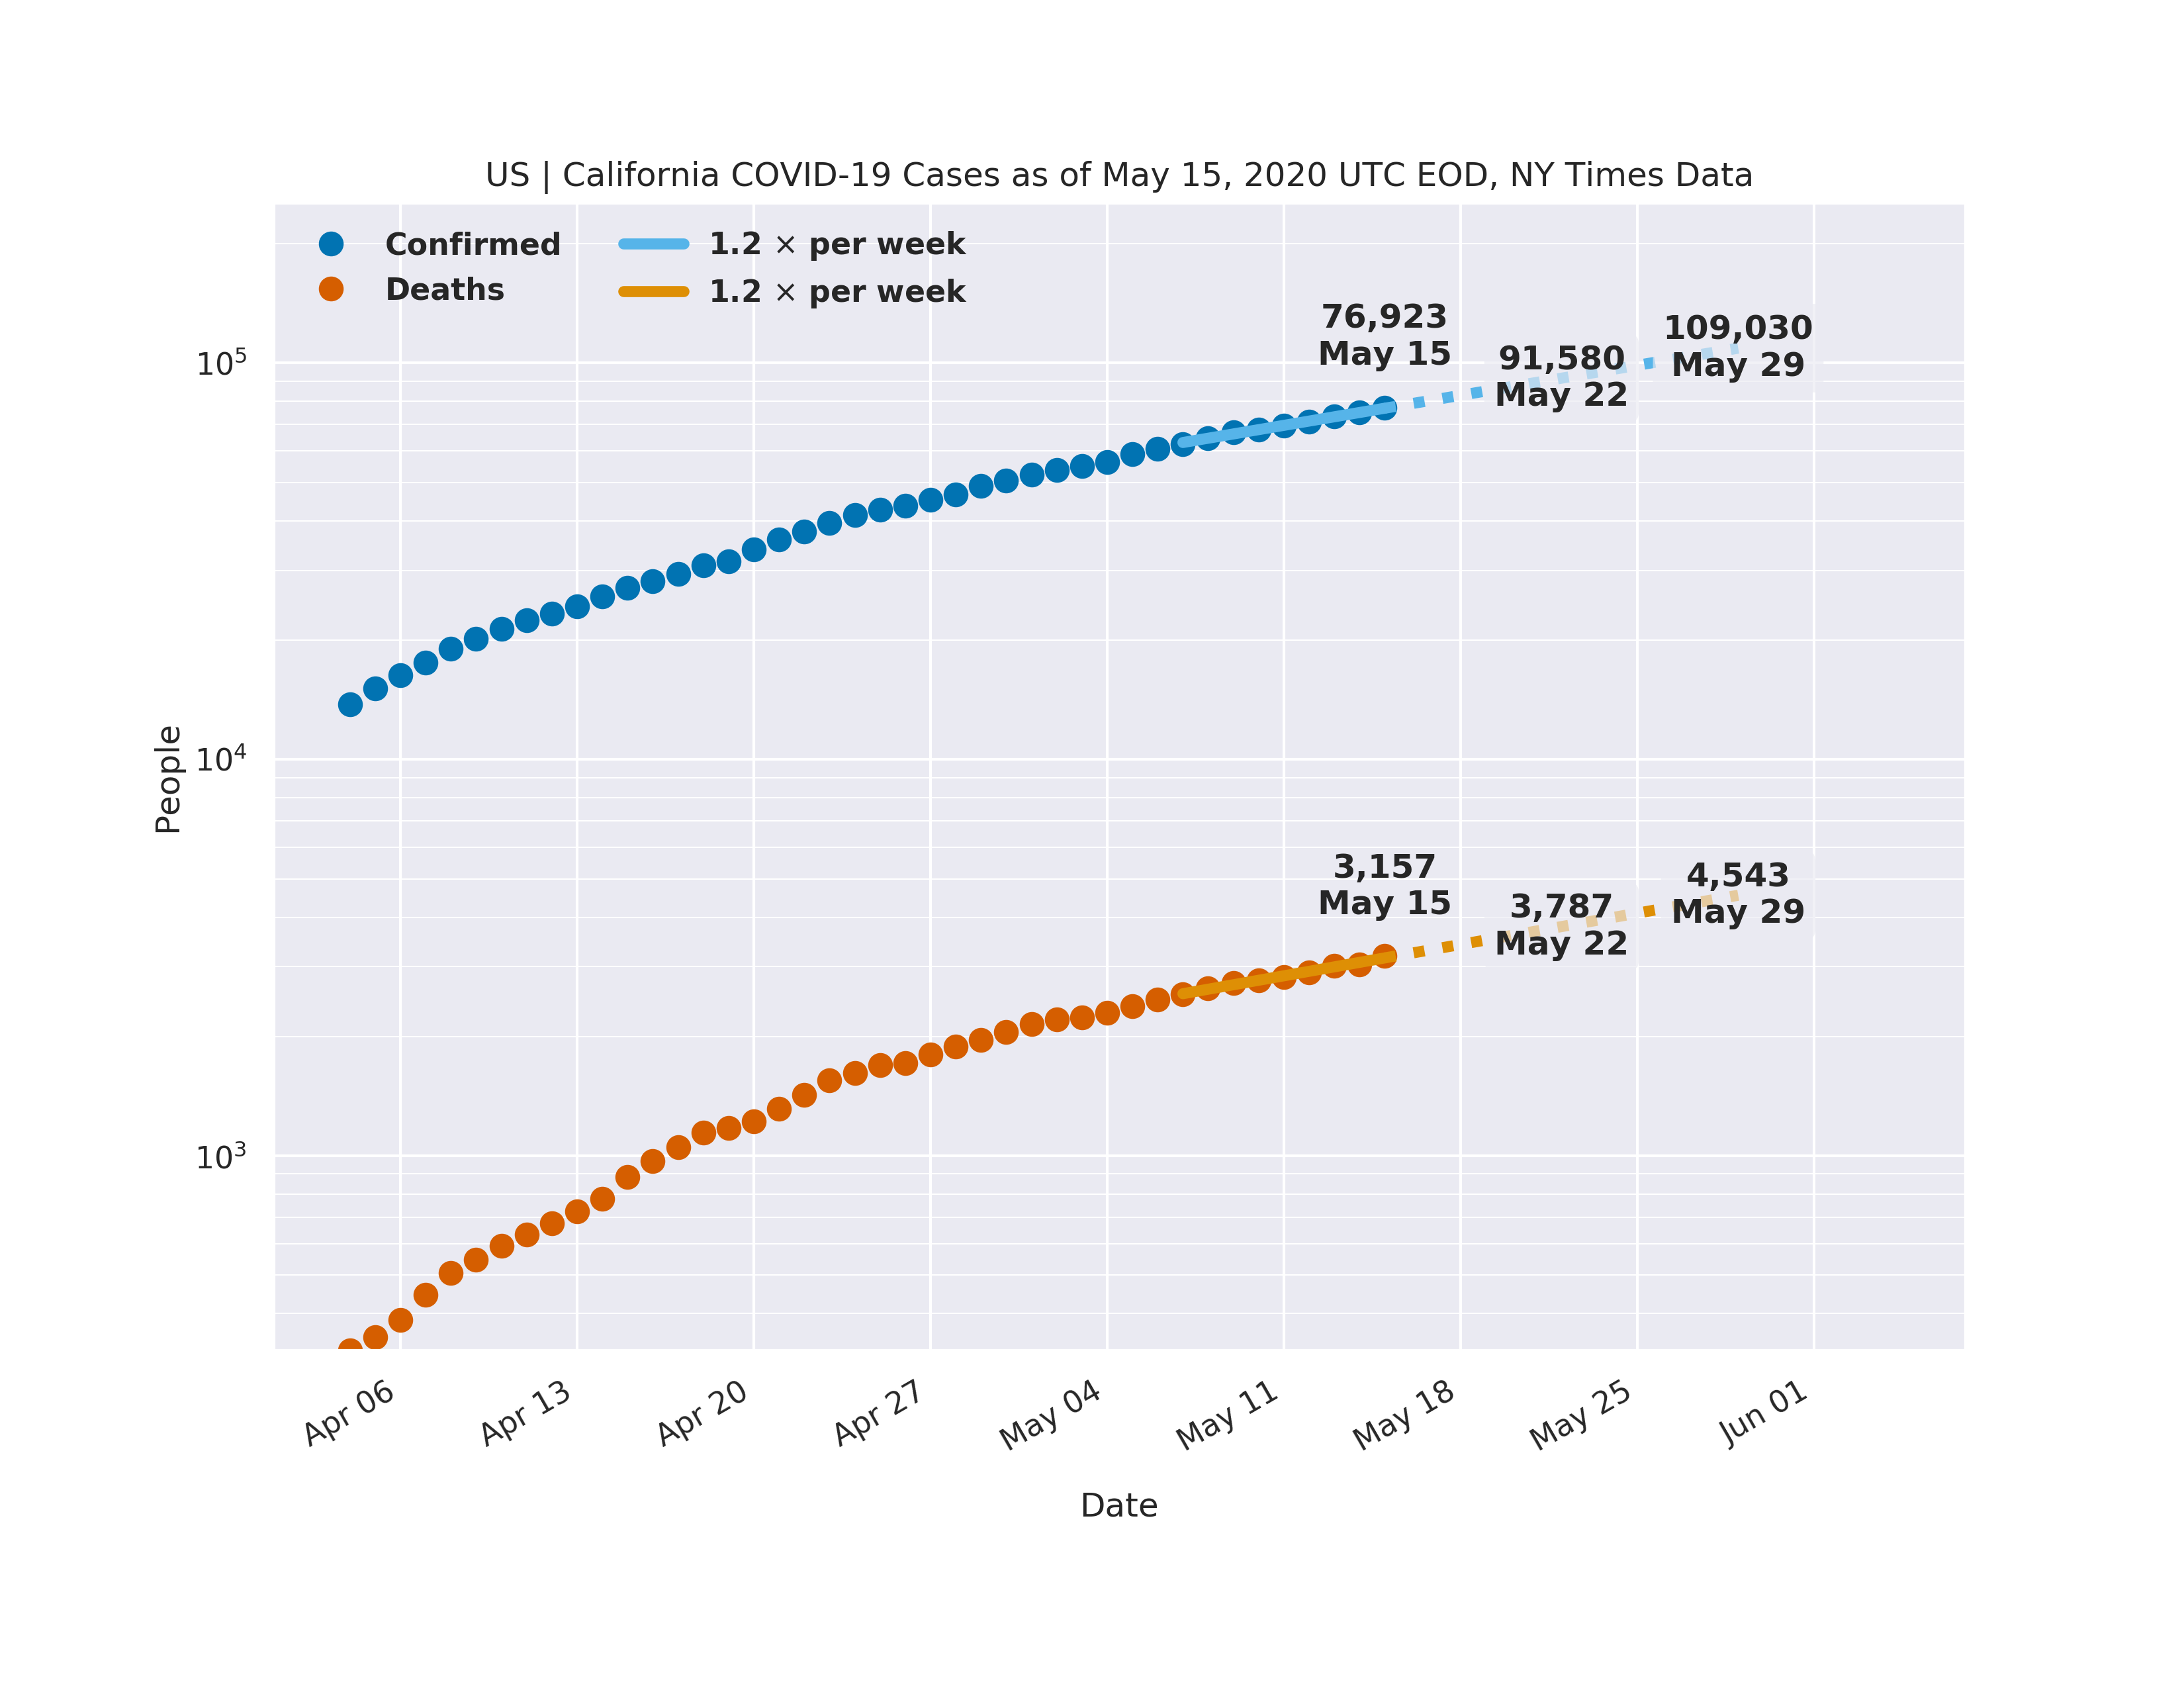 US | California COVID-19 Cases as of May 15, 2020 UTC EOD, NY Times Data
Confirmed
Deaths
1.2 × per week
1.2 × per week
76,923
May 15
91,580
May 22
109,030
May 29
3,157
May 15
3,787
May 22
4,543
May 29
10⁵
10⁴
10³
People
Apr 06
Apr 13
Apr 20
Apr 27
May 04
May 11
May 18
May 25
Jun 01
Date